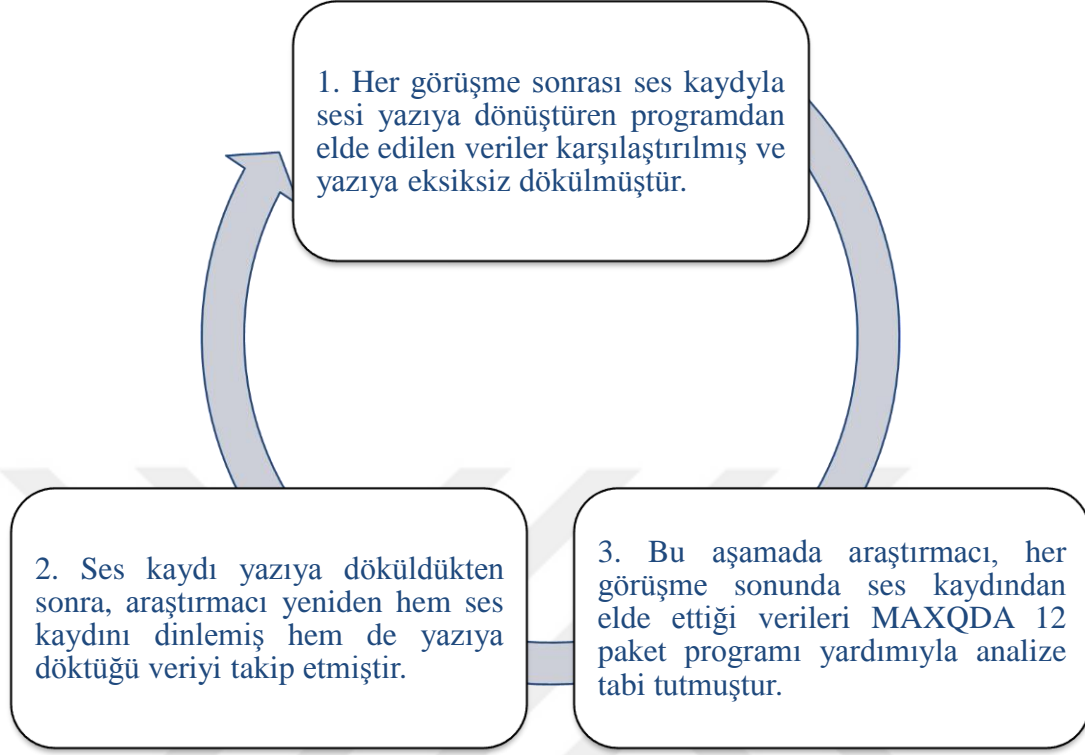 1. Her görüşme sonrası ses kaydyla
sesi yazıya dönüştüren programdan
elde edilen veriler karşılaştırılmış ve
yazıya eksiksiz dökülmüştür.
2. Ses kaydı yazıya döküldükten
sonra, araştırmacı yeniden hem ses
kaydını dinlemiş hem de yazıya
döktüğü veriyi takip etmiştir.
3. Bu aşamada araştırmacı, her
görüşme sonunda ses kaydından
elde ettiği verileri MAXQDA 12
paket programı yardımıyla analize
tabi tutmuştur.